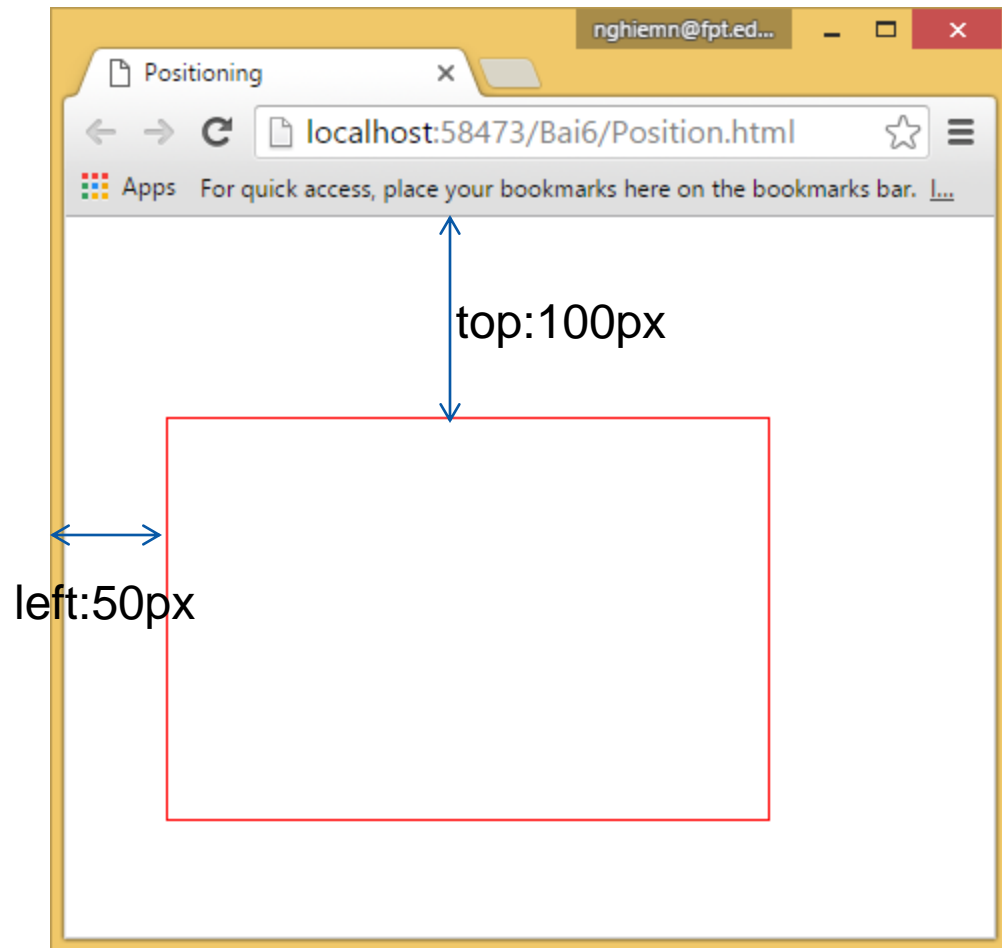 nghiemn@fpt.ed...
Positioning
localhost:58473/Bai6/Position.html
Apps For quick access, place your bookmarks here on the bookmarks bar. I...
top:100px
left:50px